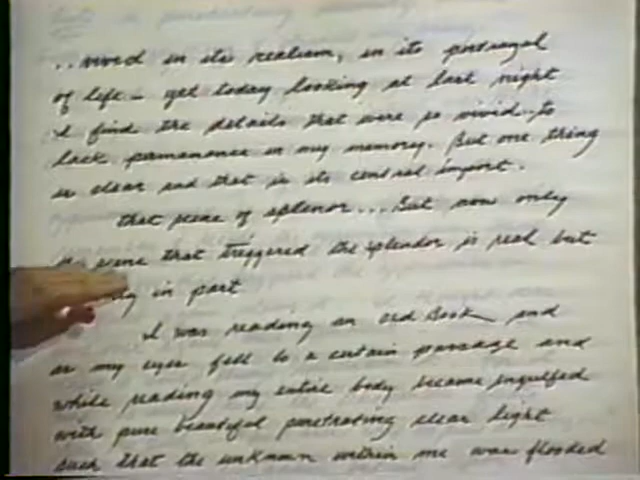 ..vivid in its realism, in its portrayal
of life - yet today looking at last night
I find the details that were so vivid..to
lack permanance in my memory. But one thing
is clear and that is its central import.
that scene of splenor... But now only
scene that triggered the splendor is real but
in part
I was reading an old Book and
as my eyes fell to a certain passage and
while reading my entire body became engulfed
with pure beautiful penetrating clear light
such that the unknown within me was flooded